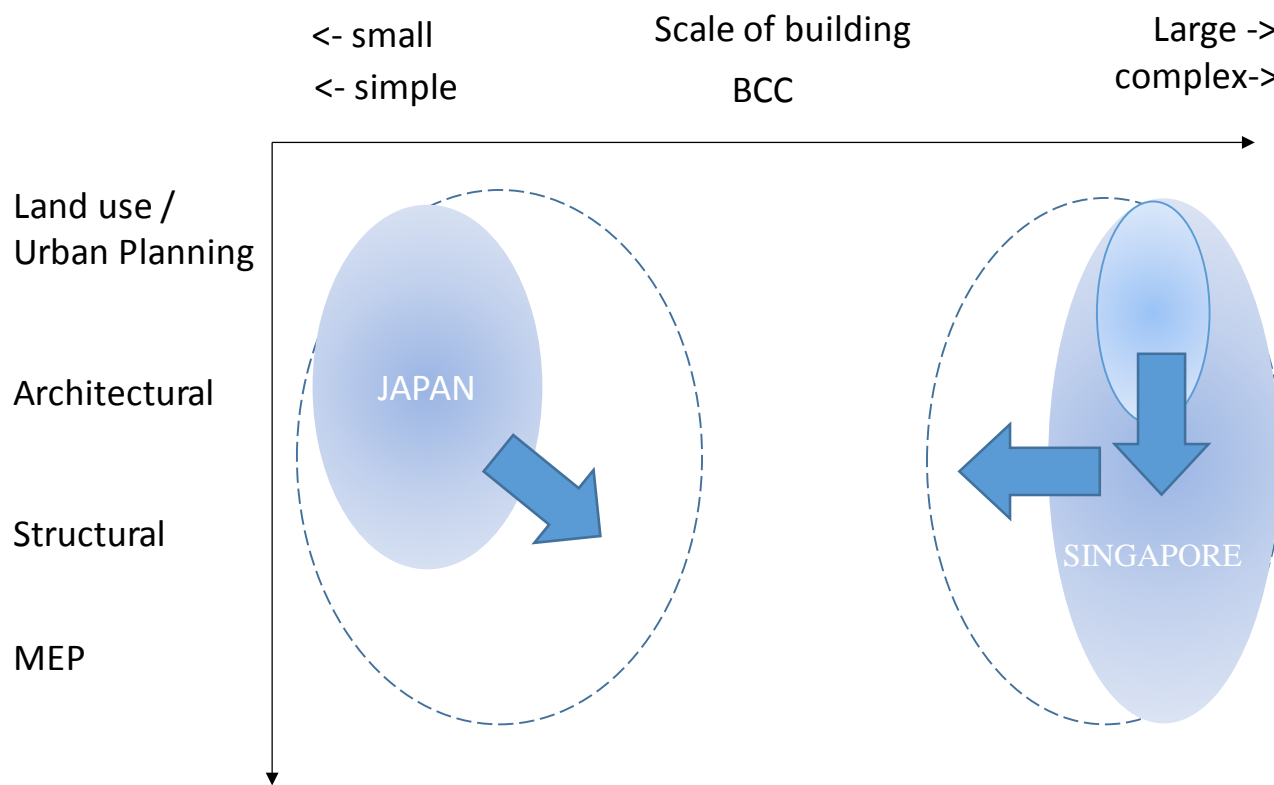 <- small
Scale of building
Large ->
<- simple
BCC
complex->
Land use /
Urban Planning
Architectural
JAPAN
Structural
SINGAPORE
MEP